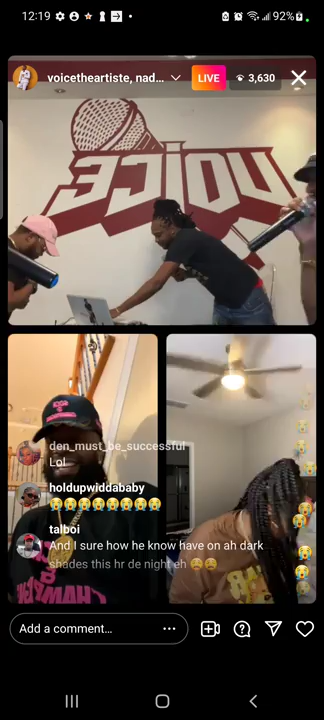 12:19
92%
voicetheartiste, nad...
LIVE
3,630
VOICE
den_must_be_successful
Lol
holdupwiddababy
😭😭😭😭😭😭😭😭
talboi
And I sure how he know have on ah dark
shades this hr de night eh 😩😩
Add a comment...